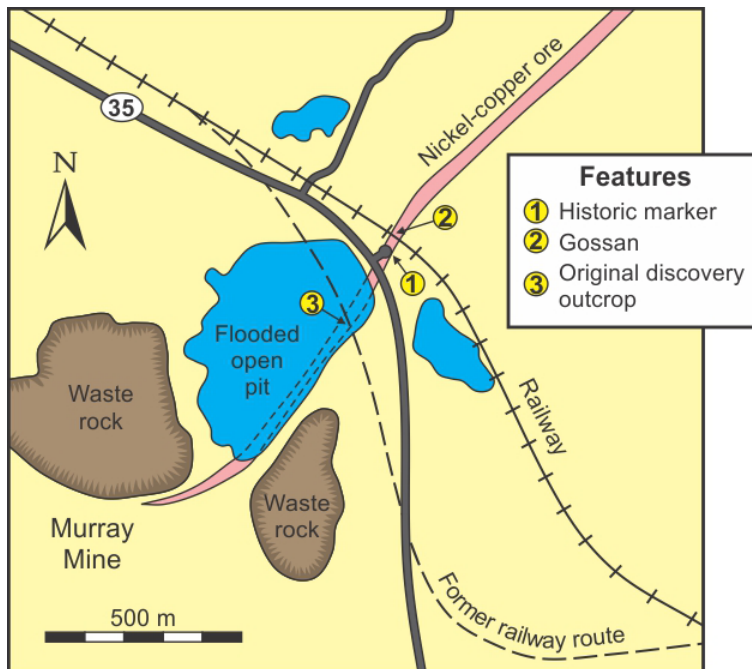 35
Nickel-copper ore
N
Features
1 Historic marker
2 Gossan
3 Original discovery
outcrop
2
1
3
Flooded
open
pit
Waste
rock
Railway
Waste
rock
Murray
Mine
500 m
Former railway route